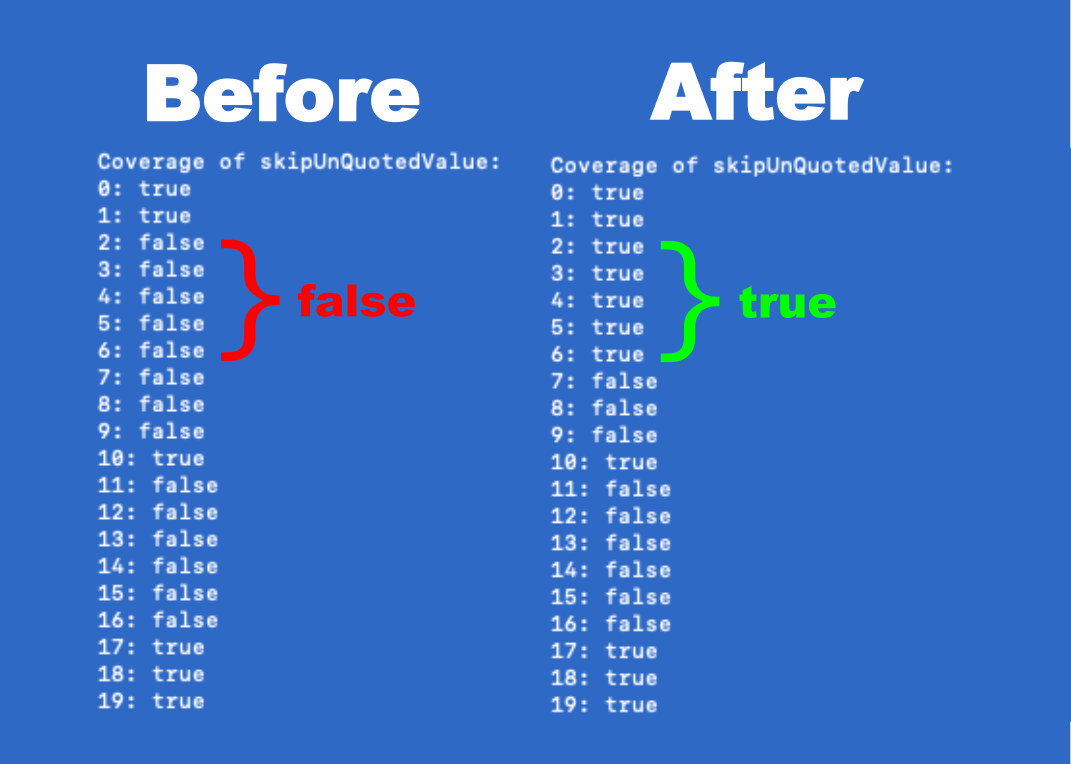 Before
Coverage of skipUnQuotedValue:
0: true
1: true
2: false
3: false
4: false
5: false
6: false
7: false
8: false
9: false
10: true
11: false
12: false
13: false
14: false
15: false
16: false
17: true
18: true
19: true
false
After
Coverage of skipUnQuotedValue:
0: true
1: true
2: true
3: true
4: true
5: true
6: true
7: false
8: false
9: false
10: true
11: false
12: false
13: false
14: false
15: false
16: false
17: true
18: true
19: true
true